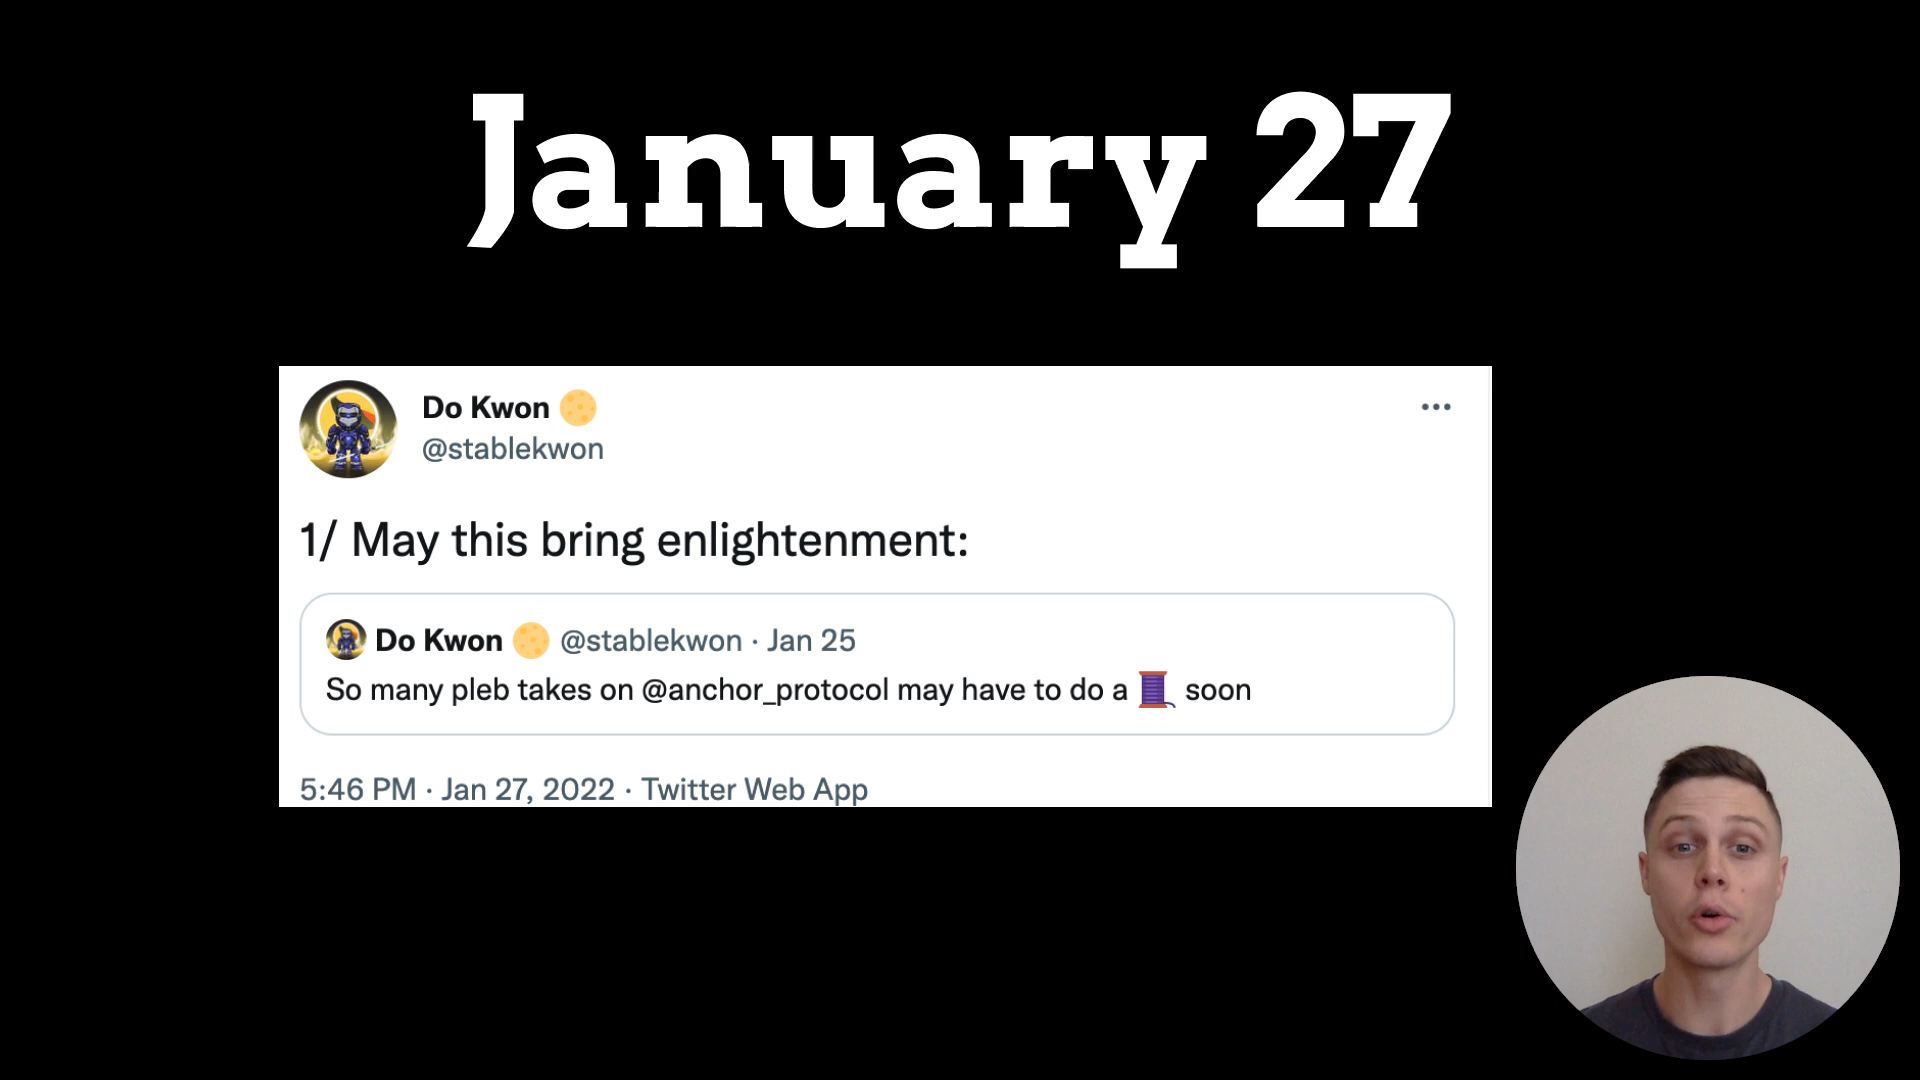 January 27
Do Kwon 🌕
@stablekwon
1/ May this bring enlightenment:
Do Kwon 🌕 @stablekwon · Jan 25
So many pleb takes on @anchor_protocol may have to do a 🧵 soon
5:46 PM · Jan 27, 2022 · Twitter Web App